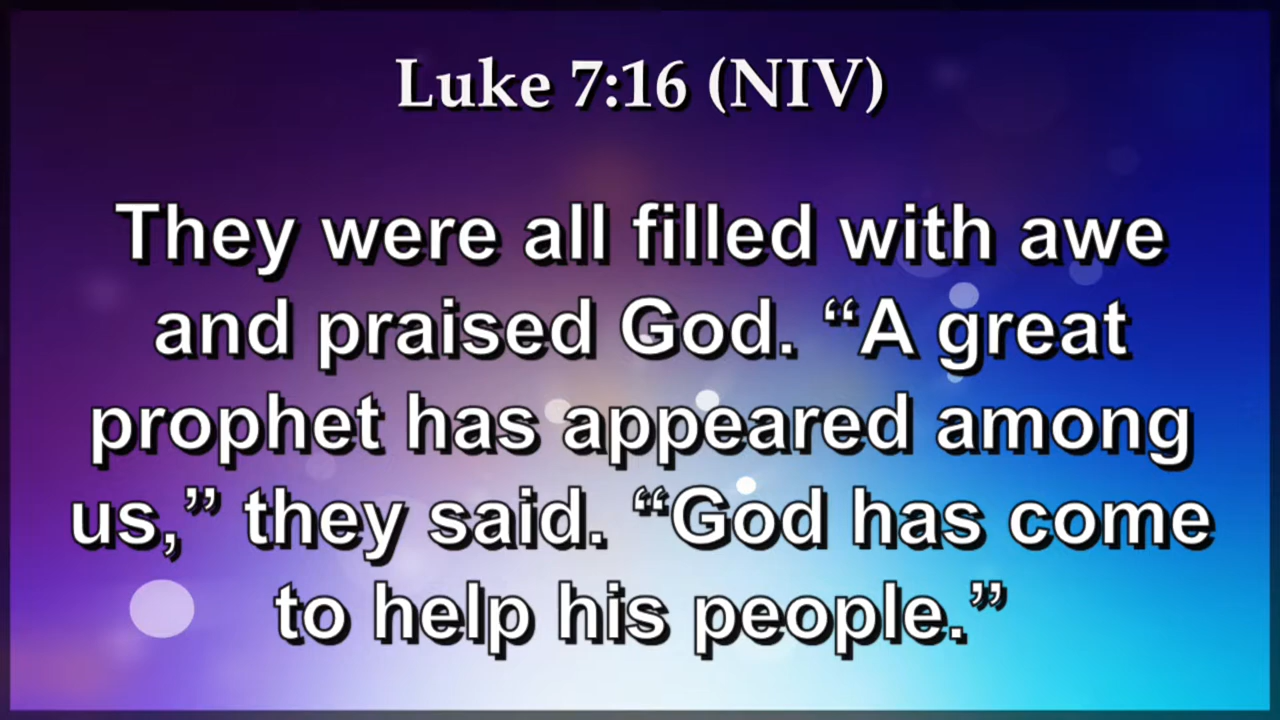 Luke 7:16 (NIV)
They were all filled with awe
and praised God. “A great
prophet has appeared among
us,” they said. “God has come
to help his people.”